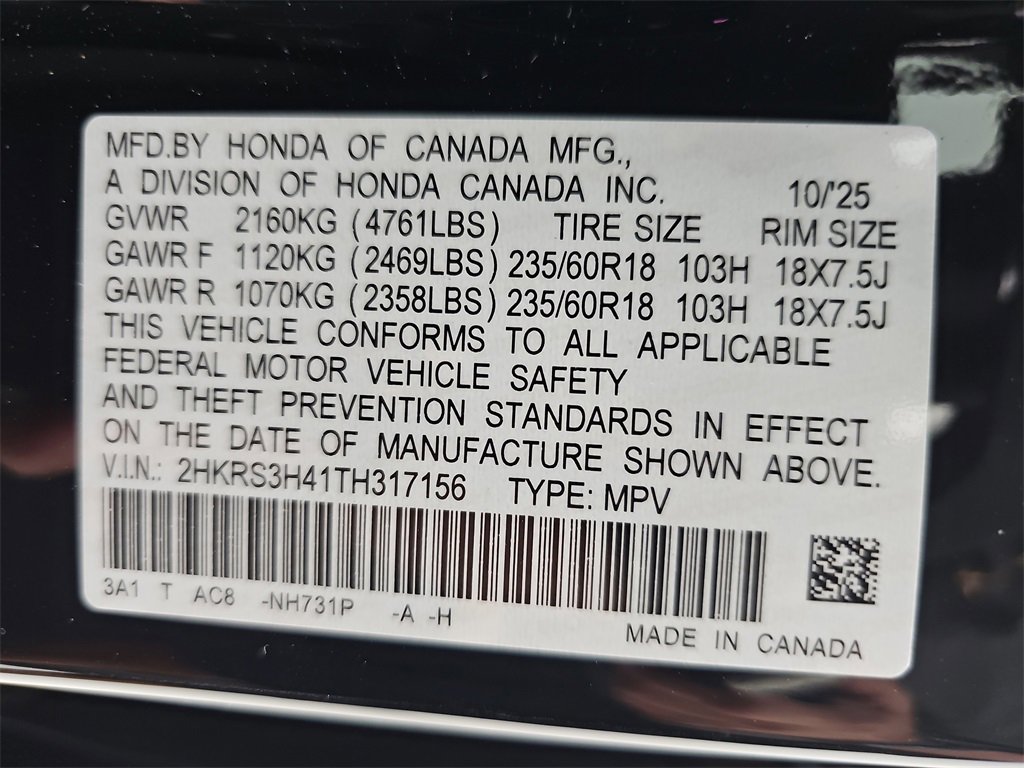 MFD.BY HONDA OF CANADA MFG.,
A DIVISION OF HONDA CANADA INC. 10/'25
GVWR 2160KG (4761LBS) TIRE SIZE RIM SIZE
GAWR F 1120KG (2469LBS) 235/60R18 103H 18X7.5J
GAWR R 1070KG (2358LBS) 235/60R18 103H 18X7.5J
THIS VEHICLE CONFORMS TO ALL APPLICABLE
FEDERAL MOTOR VEHICLE SAFETY
AND THEFT PREVENTION STANDARDS IN EFFECT
ON THE DATE OF MANUFACTURE SHOWN ABOVE.
V.I.N.: 2HKRS3H41TH317156 TYPE: MPV
3A1 T AC8 -NH731P -A -H
MADE IN CANADA